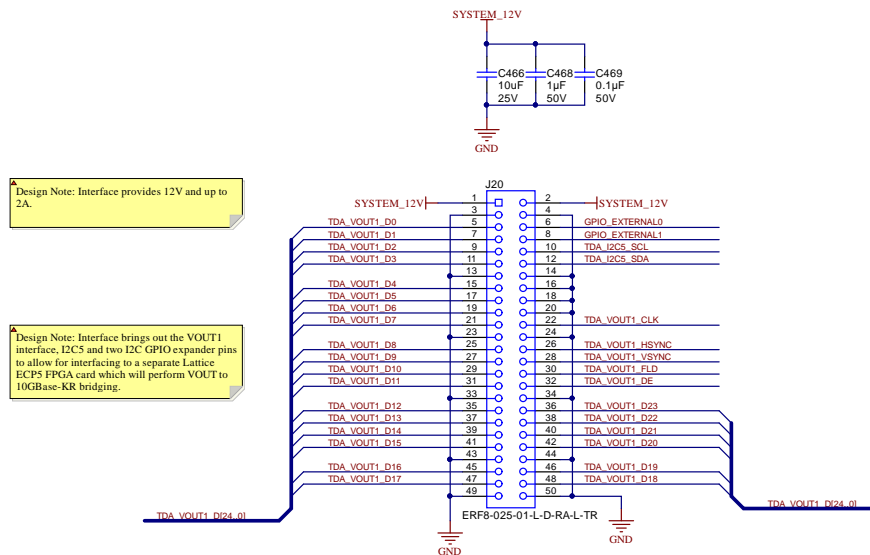 SYSTEM_12V
C466
10uF
25V
C468
1µF
50V
C469
0.1µF
50V
GND
Design Note: Interface provides 12V and up to
2A.
Design Note: Interface brings out the VOUT1
interface, I2C5 and two I2C GPIO expander pins
to allow for interfacing to a separate Lattice
ECP5 FPGA card which will perform VOUT to
10GBase-KR bridging.
J20
SYSTEM_12V 1 2 SYSTEM_12V
3 4
TDA_VOUT1_D0 5 6 GPIO_EXTERNAL0
TDA_VOUT1_D1 7 8 GPIO_EXTERNAL1
TDA_VOUT1_D2 9 10 TDA_I2C5_SCL
TDA_VOUT1_D3 11 12 TDA_I2C5_SDA
13 14
TDA_VOUT1_D4 15 16
TDA_VOUT1_D5 17 18
TDA_VOUT1_D6 19 20
TDA_VOUT1_D7 21 22 TDA_VOUT1_CLK
23 24
TDA_VOUT1_D8 25 26 TDA_VOUT1_HSYNC
TDA_VOUT1_D9 27 28 TDA_VOUT1_VSYNC
TDA_VOUT1_D10 29 30 TDA_VOUT1_FLD
TDA_VOUT1_D11 31 32 TDA_VOUT1_DE
33 34
TDA_VOUT1_D12 35 36 TDA_VOUT1_D23
TDA_VOUT1_D13 37 38 TDA_VOUT1_D22
TDA_VOUT1_D14 39 40 TDA_VOUT1_D21
TDA_VOUT1_D15 41 42 TDA_VOUT1_D20
43 44
TDA_VOUT1_D16 45 46 TDA_VOUT1_D19
TDA_VOUT1_D17 47 48 TDA_VOUT1_D18
49 50
TDA_VOUT1_D[24..0]
TDA_VOUT1_D[24..0]
ERF8-025-01-L-D-RA-L-TR
GND
GND